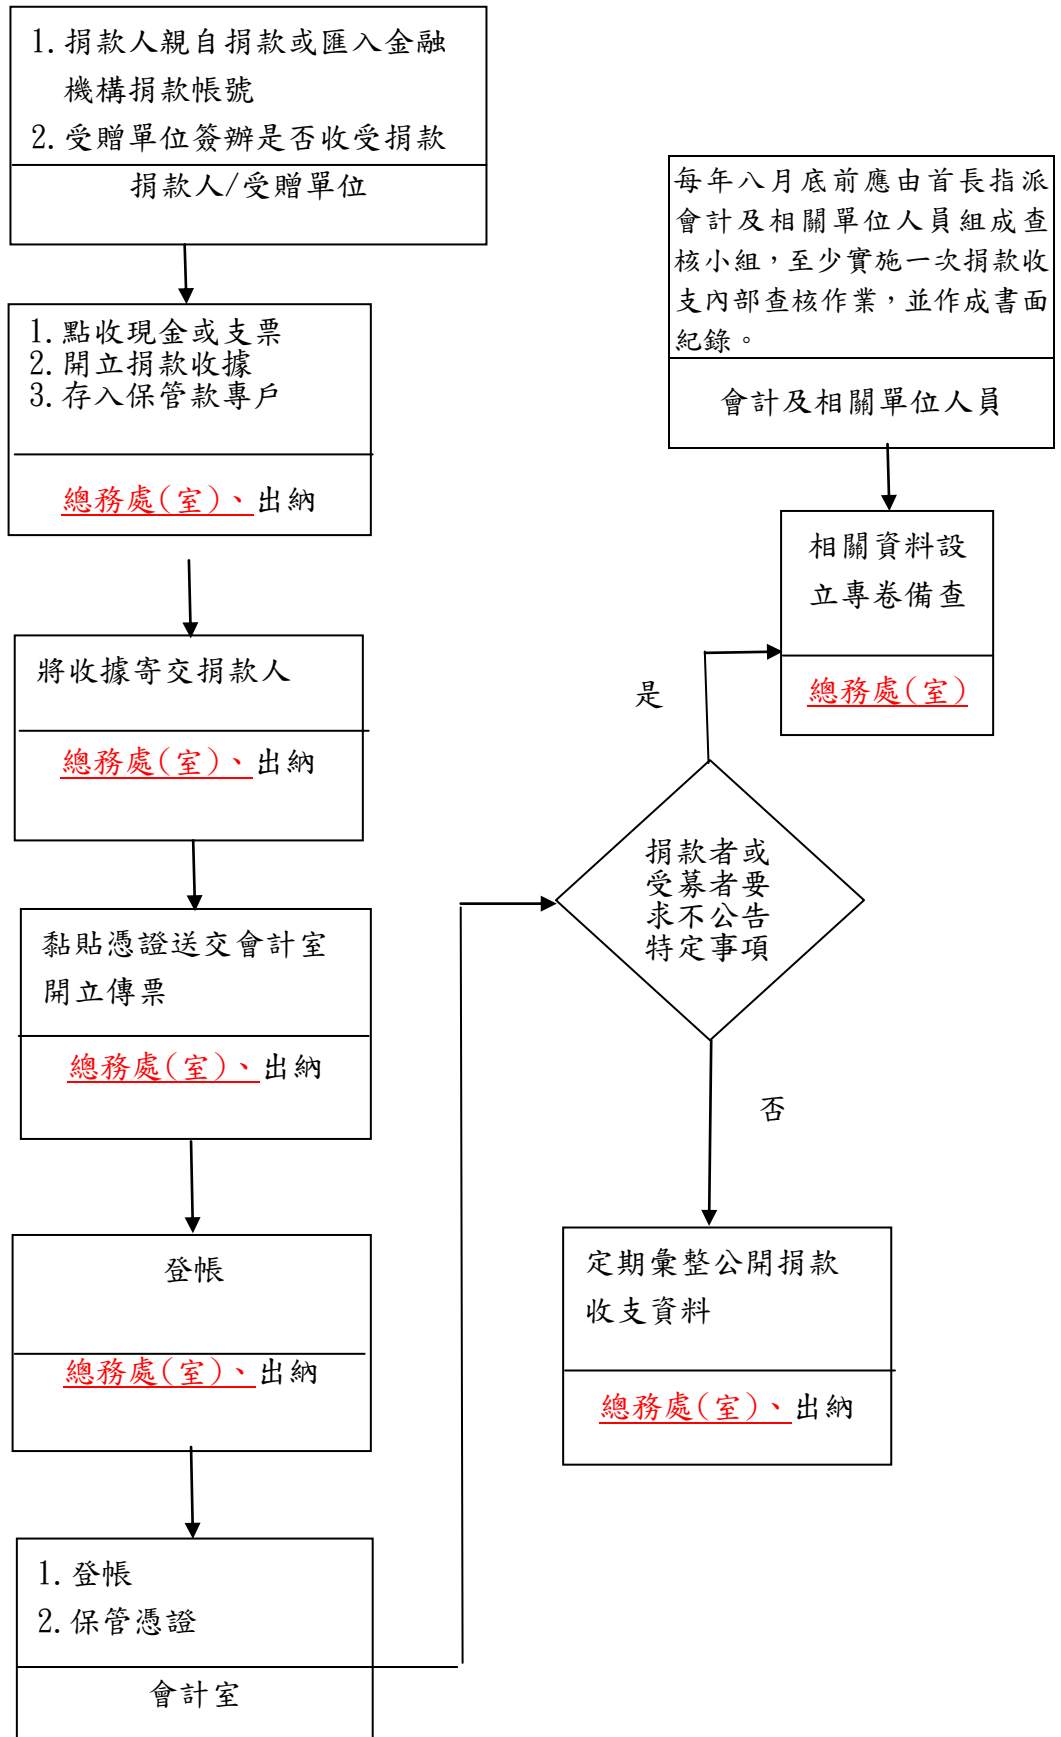 1. 捐款人親自捐款或匯入金融
機構捐款帳號
2. 受贈單位簽辦是否收受捐款
捐款人/受贈單位
1. 點收現金或支票
2. 開立捐款收據
3. 存入保管款專戶
總務處(室)、出納
將收據寄交捐款人
總務處(室)、出納
黏貼憑證送交會計室
開立傳票
總務處(室)、出納
登帳
總務處(室)、出納
1. 登帳
2. 保管憑證
會計室
每年八月底前應由首長指派
會計及相關單位人員組成查
核小組，至少實施一次捐款收
支內部查核作業，並作成書面
紀錄。
會計及相關單位人員
相關資料設
立專卷備查
總務處(室)
是
捐款者或
受募者要
求不公告
特定事項
否
定期彙整公開捐款
收支資料
總務處(室)、出納